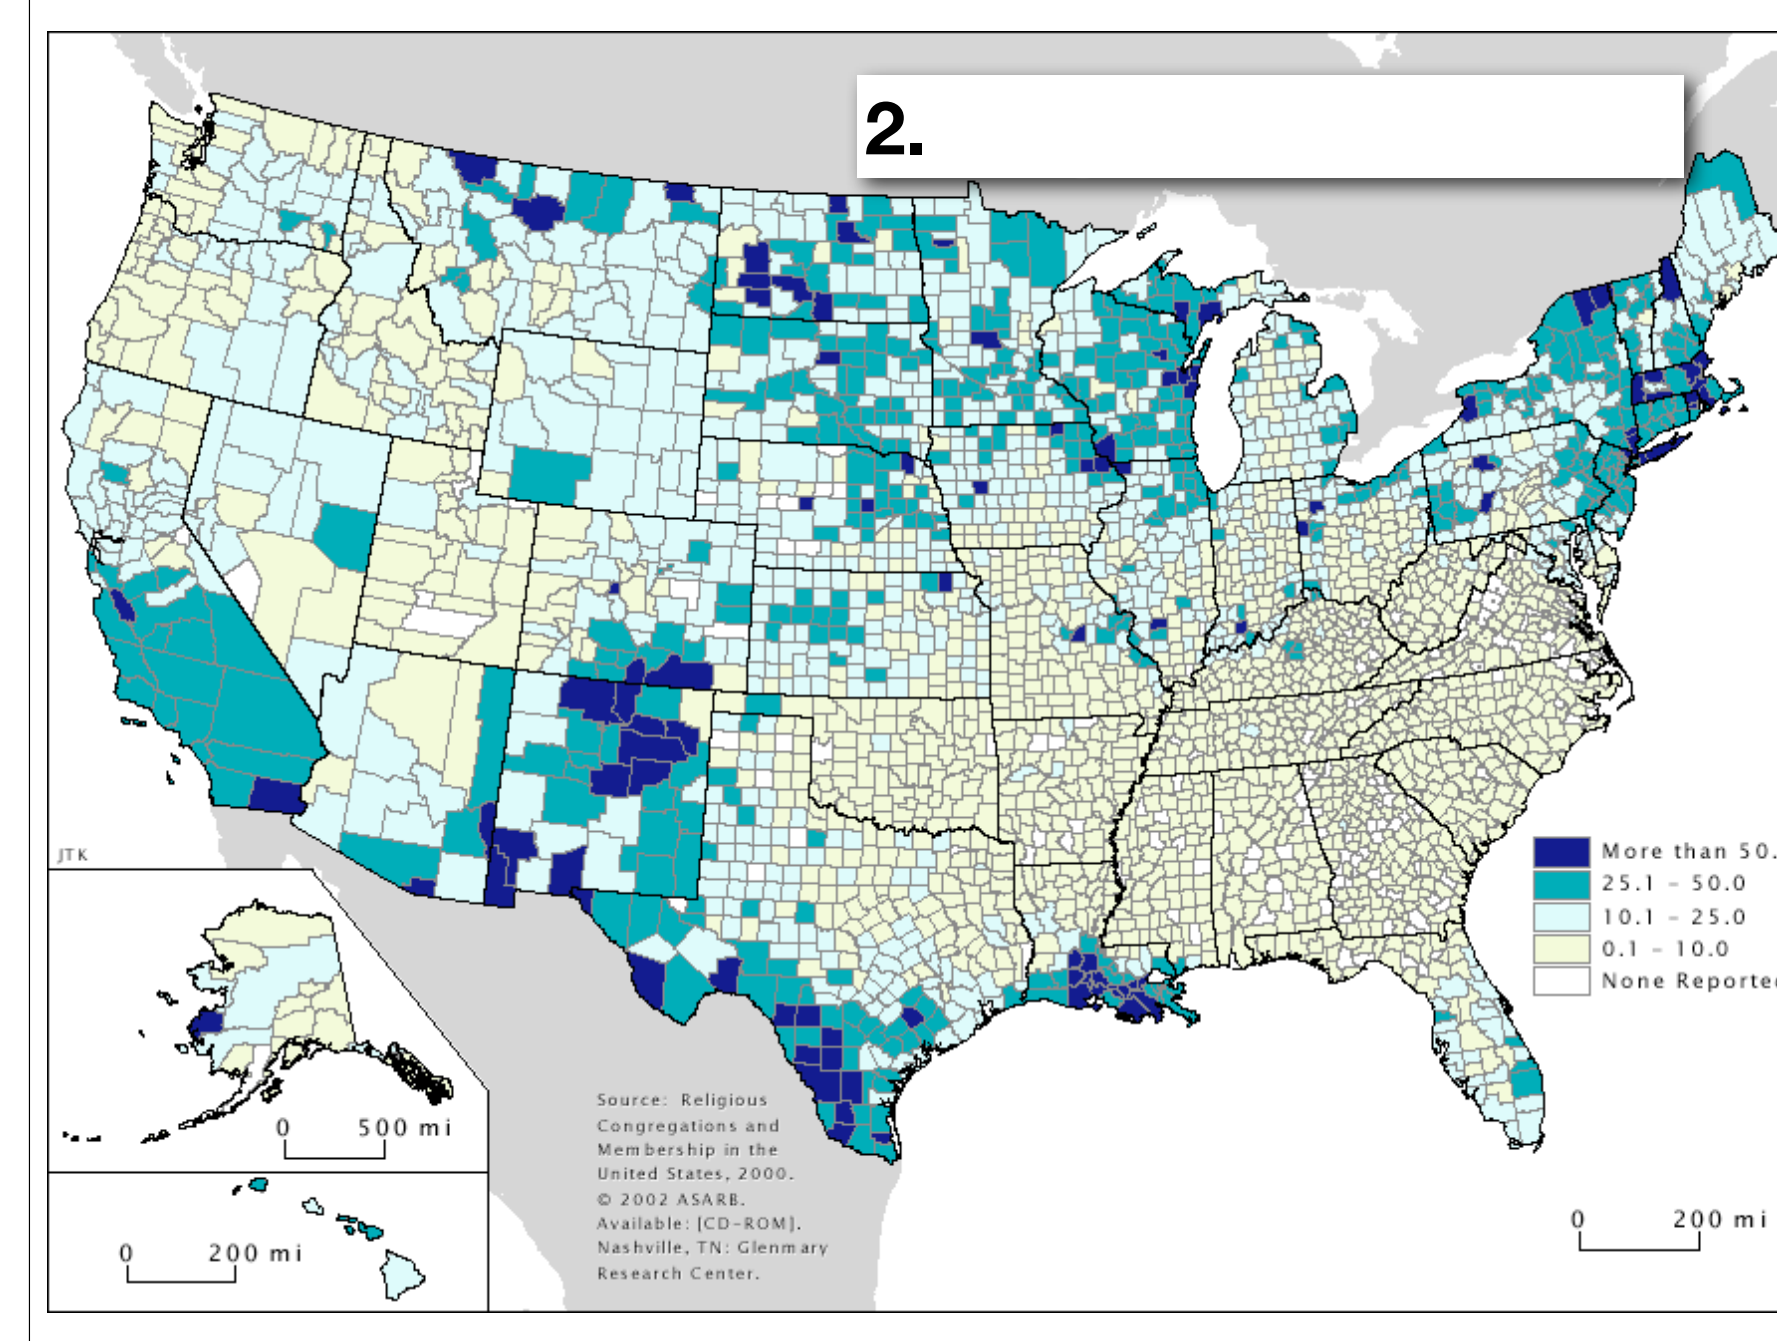 2.
JTK
More than 50.
25.1 – 50.0
10.1 – 25.0
0.1 – 10.0
None Reported
0 500 mi
Source: Religious
Congregations and
Membership in the
United States, 2000.
© 2002 ASARB.
Available: [CD–ROM].
Nashville, TN: Glenmary
Research Center.
0 200 mi
0 200 mi